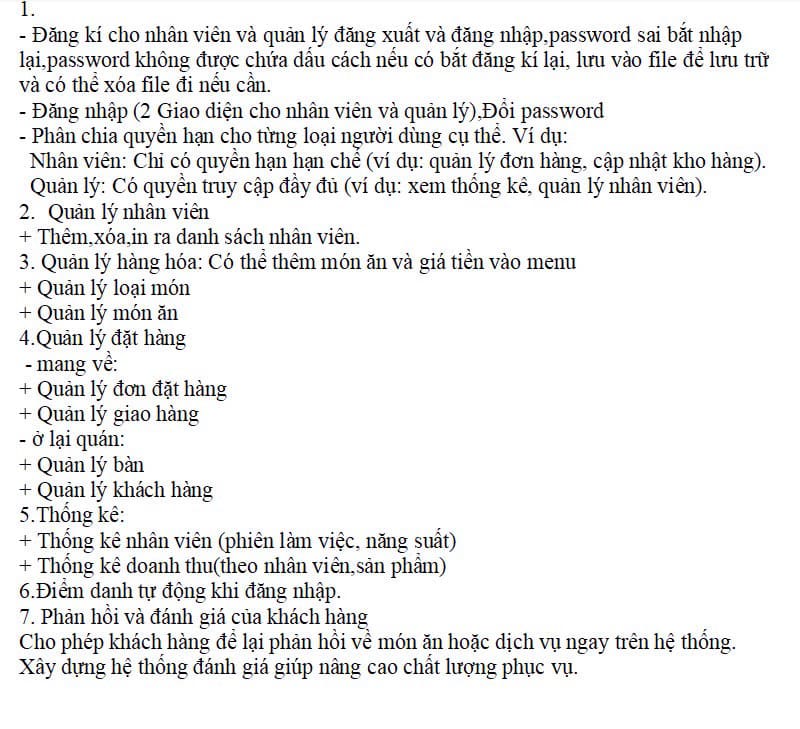 1.
- Đăng kí cho nhân viên và quản lý đăng xuất và đăng nhập,password sai bắt nhập
lại,password không được chứa dấu cách nếu có bắt đăng kí lại, lưu vào file để lưu trữ
và có thể xóa file đi nếu cần.
- Đăng nhập (2 Giao diện cho nhân viên và quản lý),Đổi password
- Phân chia quyền hạn cho từng loại người dùng cụ thể. Ví dụ:
Nhân viên: Chỉ có quyền hạn hạn chế (ví dụ: quản lý đơn hàng, cập nhật kho hàng).
Quản lý: Có quyền truy cập đầy đủ (ví dụ: xem thống kê, quản lý nhân viên).
2. Quản lý nhân viên
+ Thêm,xóa,in ra danh sách nhân viên.
3. Quản lý hàng hóa: Có thể thêm món ăn và giá tiền vào menu
+ Quản lý loại món
+ Quản lý món ăn
4.Quản lý đặt hàng
- mang về:
+ Quản lý đơn đặt hàng
+ Quản lý giao hàng
- ở lại quán:
+ Quản lý bàn
+ Quản lý khách hàng
5.Thống kê:
+ Thống kê nhân viên (phiên làm việc, năng suất)
+ Thống kê doanh thu(theo nhân viên,sản phẩm)
6.Điểm danh tự động khi đăng nhập.
7. Phản hồi và đánh giá của khách hàng
Cho phép khách hàng để lại phản hồi về món ăn hoặc dịch vụ ngay trên hệ thống.
Xây dựng hệ thống đánh giá giúp nâng cao chất lượng phục vụ.